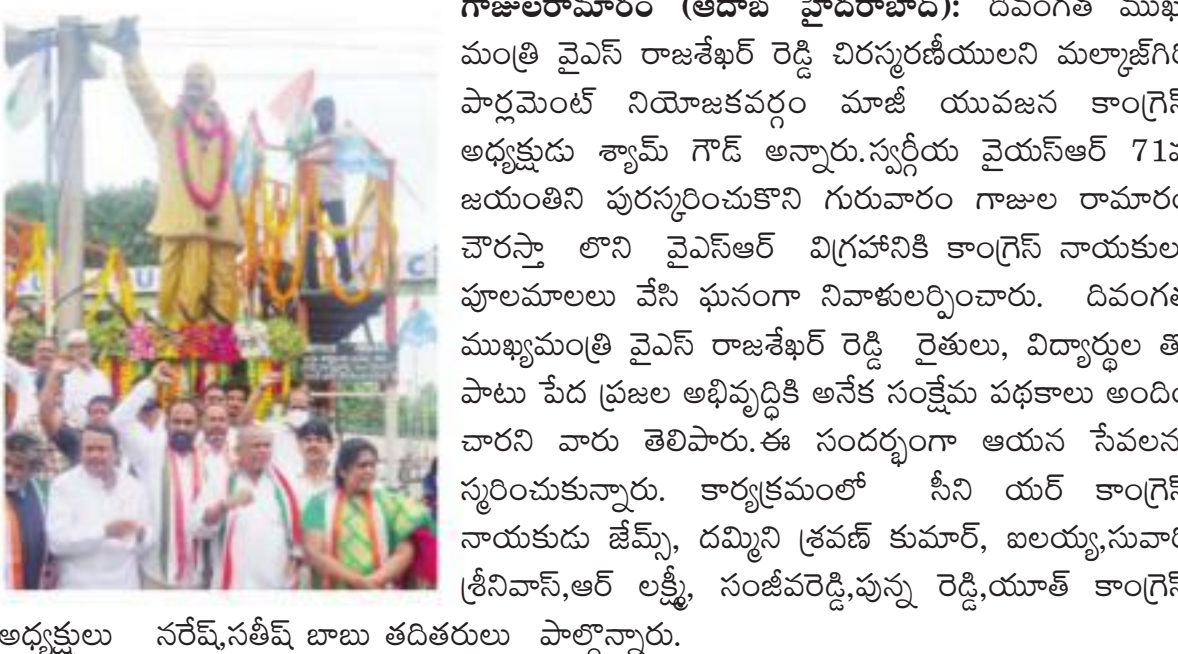 గాజులరామారం (ఆదాబ్ హైదరాబాద్): దివంగత ముఖ్య
మంత్రి వైఎస్ రాజశేఖర్ రెడ్డి చిరస్మరణీయులని మల్కాజ్‌గిరి
పార్లమెంట్ నియోజకవర్గం మాజీ యువజన కాంగ్రెస్
అధ్యక్షుడు శ్యామ్ గౌడ్ అన్నారు.స్వర్గీయ వైయస్ఆర్ 71వ
జయంతిని పురస్కరించుకొని గురువారం గాజుల రామారం
చౌరస్తా లొని వైఎస్ఆర్ విగ్రహానికి కాంగ్రెస్ నాయకులు
పూలమాలలు వేసి ఘనంగా నివాళులర్పించారు. దివంగత
ముఖ్యమంత్రి వైఎస్ రాజశేఖర్ రెడ్డి రైతులు, విద్యార్థుల తో
పాటు పేద ప్రజల అభివృద్ధికి అనేక సంక్షేమ పథకాలు అందిం
చారని వారు తెలిపారు.ఈ సందర్భంగా ఆయన సేవలను
స్మరించుకున్నారు. కార్యక్రమంలో సీని యర్ కాంగ్రెస్
నాయకుడు జేమ్స్, దమ్మిని శ్రవణ్ కుమార్, ఐలయ్య,సువారి
శ్రీనివాస్,ఆర్ లక్ష్మీ, సంజీవరెడ్డి,పున్న రెడ్డి,యూత్ కాంగ్రెస్
అధ్యక్షులు నరేష్,సతీష్ బాబు తదితరులు పాల్గొన్నారు.